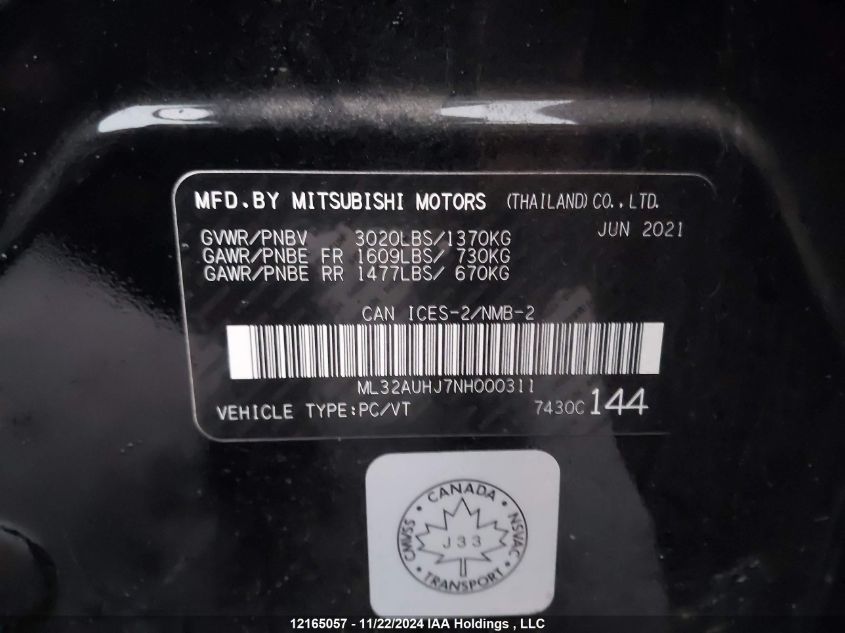 MFD.BY MITSUBISHI MOTORS (THAILAND) CO., LTD.
JUN 2021
GVWR/PNBV 3020LBS/1370KG
GAWR/PNBE FR 1609LBS/ 730KG
GAWR/PNBE RR 1477LBS/ 670KG
CAN ICES-2/NMB-2
ML32AUHJ7NH000311
VEHICLE TYPE:PC/VT 7430C 144
CANADA
CMVSS J33 NSVAC
TRANSPORT
12165057 - 11/22/2024 IAA Holdings , LLC